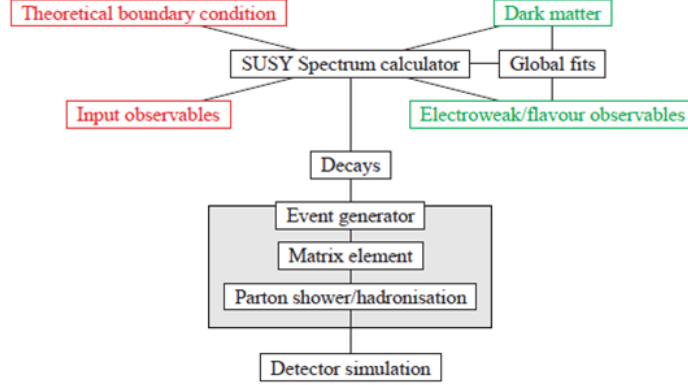 Theoretical boundary condition
Dark matter
SUSY Spectrum calculator
Global fits
Input observables
Electroweak/flavour observables
Decays
Event generator
Matrix element
Parton shower/hadronisation
Detector simulation